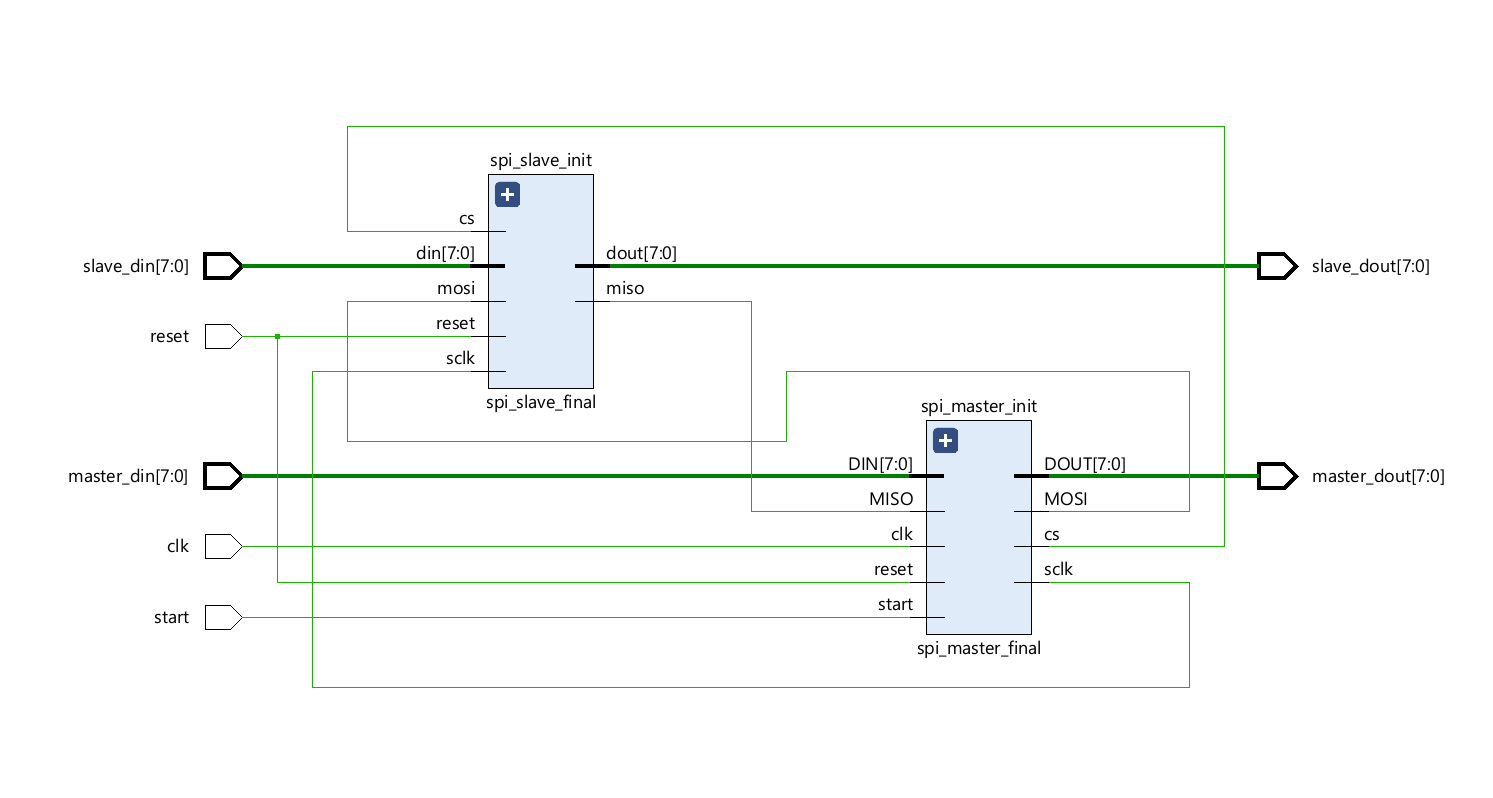 spi_slave_init
cs
din[7:0]
dout[7:0]
slave_din[7:0]
slave_dout[7:0]
mosi
miso
reset
reset
sclk
spi_slave_final
spi_master_init
DIN[7:0]
DOUT[7:0]
master_din[7:0]
master_dout[7:0]
MISO
MOSI
clk
clk
cs
reset
sclk
start
start
spi_master_final